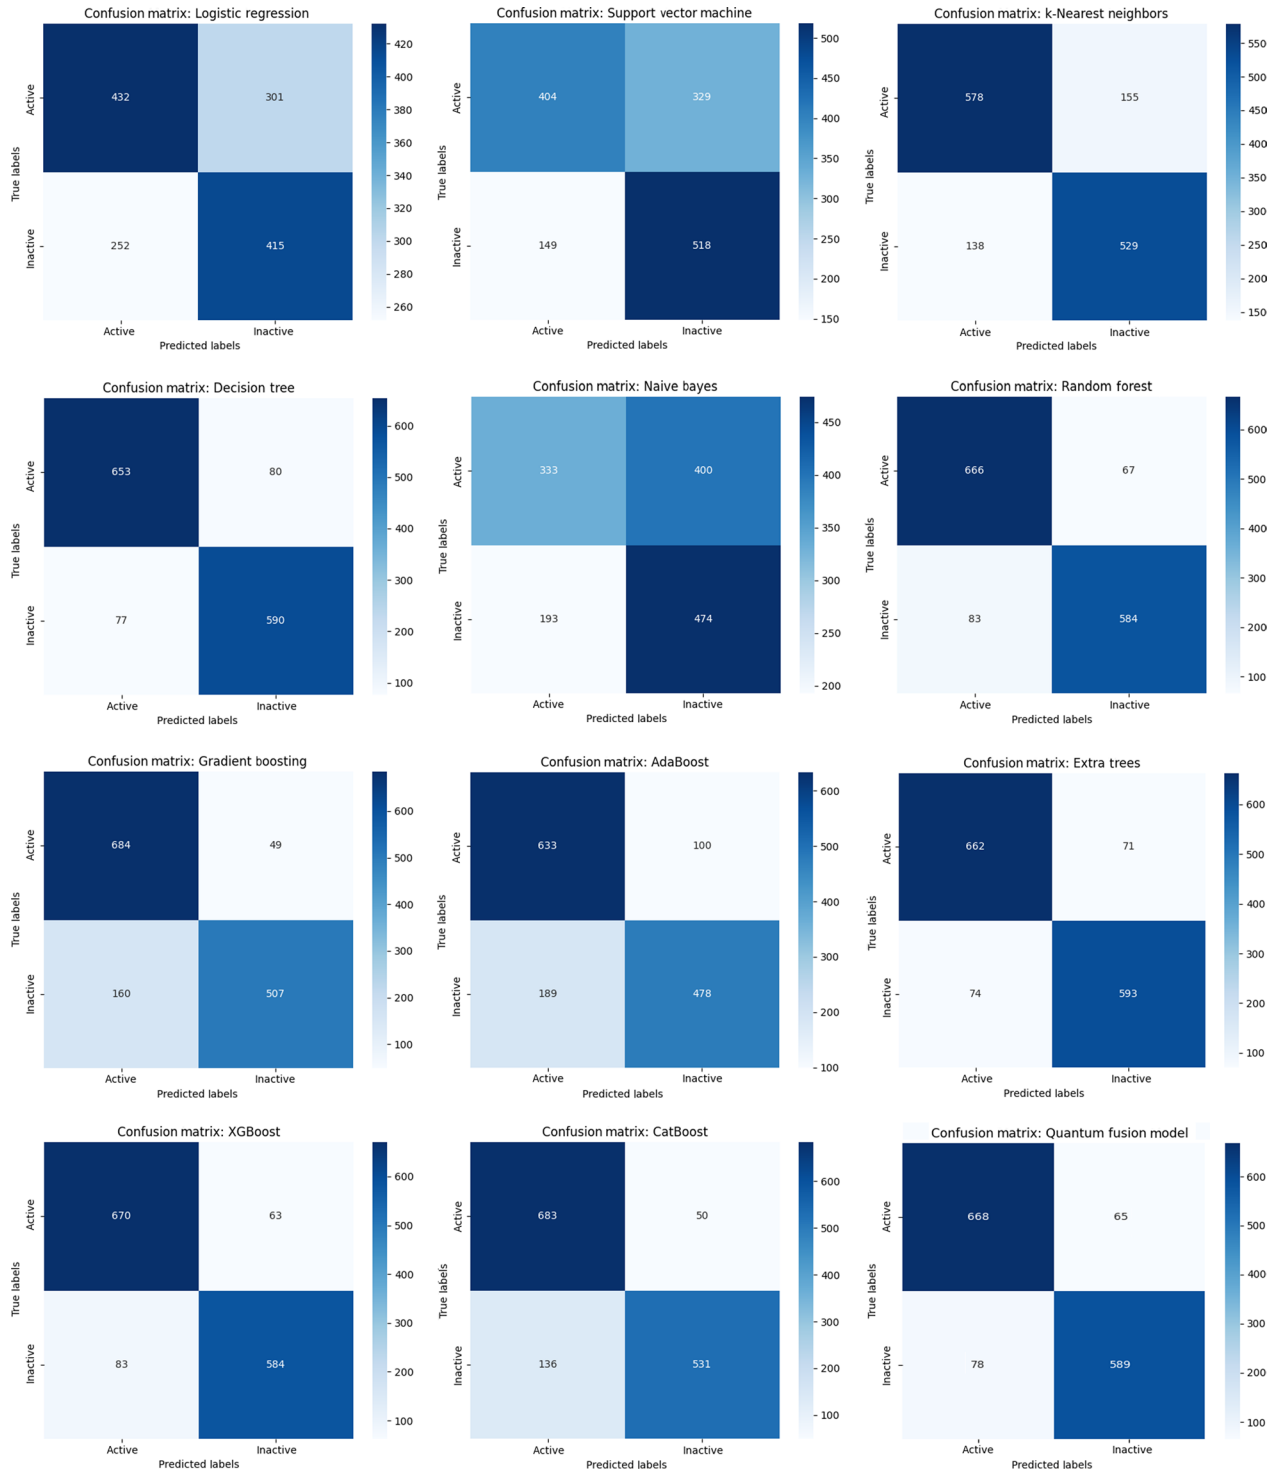 Confusion matrix: Logistic regression
432 301
252 415
Active
Inactive
True labels
Active Inactive
Predicted labels
420
400
380
360
340
320
300
280
260
Confusion matrix: Support vector machine
404 329
149 518
Active
Inactive
True labels
Active Inactive
Predicted labels
500
450
400
350
300
250
200
150
Confusion matrix: k-Nearest neighbors
578 155
138 529
Active
Inactive
True labels
Active Inactive
Predicted labels
550
500
450
400
350
300
250
200
150
Confusion matrix: Decision tree
653 80
77 590
Active
Inactive
True labels
Active Inactive
Predicted labels
600
500
400
300
200
100
Confusion matrix: Naive bayes
333 400
193 474
Active
Inactive
True labels
Active Inactive
Predicted labels
450
400
350
300
250
200
Confusion matrix: Random forest
666 67
83 584
Active
Inactive
True labels
Active Inactive
Predicted labels
600
500
400
300
200
100
Confusion matrix: Gradient boosting
684 49
160 507
Active
Inactive
True labels
Active Inactive
Predicted labels
600
500
400
300
200
100
Confusion matrix: AdaBoost
633 100
189 478
Active
Inactive
True labels
Active Inactive
Predicted labels
600
500
400
300
200
100
Confusion matrix: Extra trees
662 71
74 593
Active
Inactive
True labels
Active Inactive
Predicted labels
600
500
400
300
200
100
Confusion matrix: XGBoost
670 63
83 584
Active
Inactive
True labels
Active Inactive
Predicted labels
600
500
400
300
200
100
Confusion matrix: CatBoost
683 50
136 531
Active
Inactive
True labels
Active Inactive
Predicted labels
600
500
400
300
200
100
Confusion matrix: Quantum fusion model
668 65
78 589
Active
Inactive
True labels
Active Inactive
Predicted labels
600
500
400
300
200
100